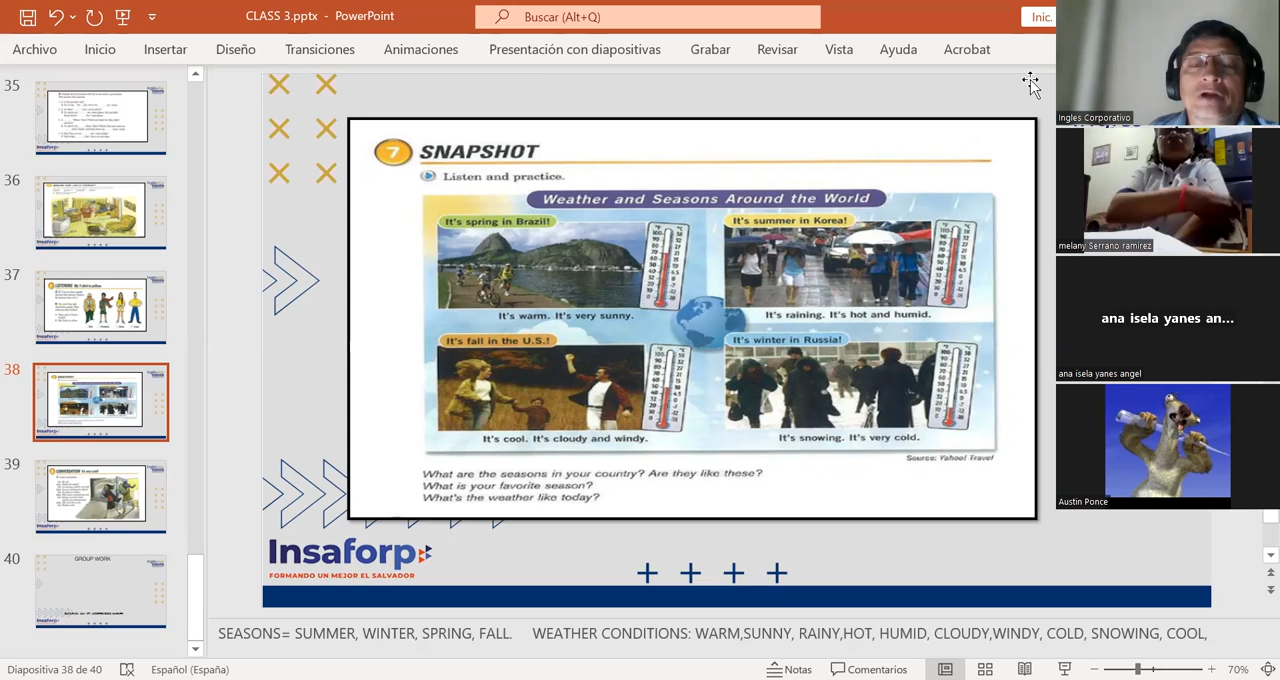 CLASS 3.pptx - PowerPoint
Buscar (Alt+Q)
Inic.
Archivo Inicio Insertar Diseño Transiciones Animaciones Presentación con diapositivas Grabar Revisar Vista Ayuda Acrobat
35
36
37
38
39
40
GROUP WORK
7 SNAPSHOT
Listen and practice.
Weather and Seasons Around the World
It's spring in Brazil!
It's warm. It's very sunny.
It's summer in Korea!
It's raining. It's hot and humid.
It's fall in the U.S.!
It's cool. It's cloudy and windy.
It's winter in Russia!
It's snowing. It's very cold.
Source: Yahoo! Travel
What are the seasons in your country? Are they like these?
What is your favorite season?
What's the weather like today?
Insaforp
FORMANDO UN MEJOR EL SALVADOR
Ingles Corporativo
melany Serrano ramirez
ana isela yanes an...
ana isela yanes angel
Austin Ponce
SEASONS= SUMMER, WINTER, SPRING, FALL. WEATHER CONDITIONS: WARM,SUNNY, RAINY,HOT, HUMID, CLOUDY,WINDY, COLD, SNOWING, COOL,
Diapositiva 38 de 40 Español (España) Notas Comentarios 70%